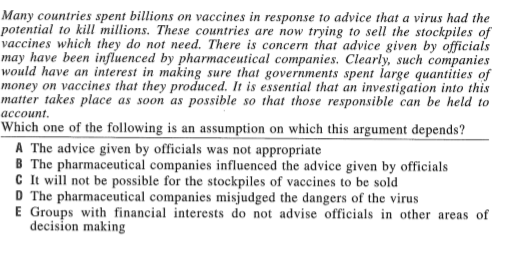 Many countries spent billions on vaccines in response to advice that a virus had the
potential to kill millions. These countries are now trying to sell the stockpiles of
vaccines which they do not need. There is concern that advice given by officials
may have been influenced by pharmaceutical companies. Clearly, such companies
would have an interest in making sure that governments spent large quantities of
money on vaccines that they produced. It is essential that an investigation into this
matter takes place as soon as possible so that those responsible can be held to
account.
Which one of the following is an assumption on which this argument depends?
A The advice given by officials was not appropriate
B The pharmaceutical companies influenced the advice given by officials
C It will not be possible for the stockpiles of vaccines to be sold
D The pharmaceutical companies misjudged the dangers of the virus
E Groups with financial interests do not advise officials in other areas of
decision making